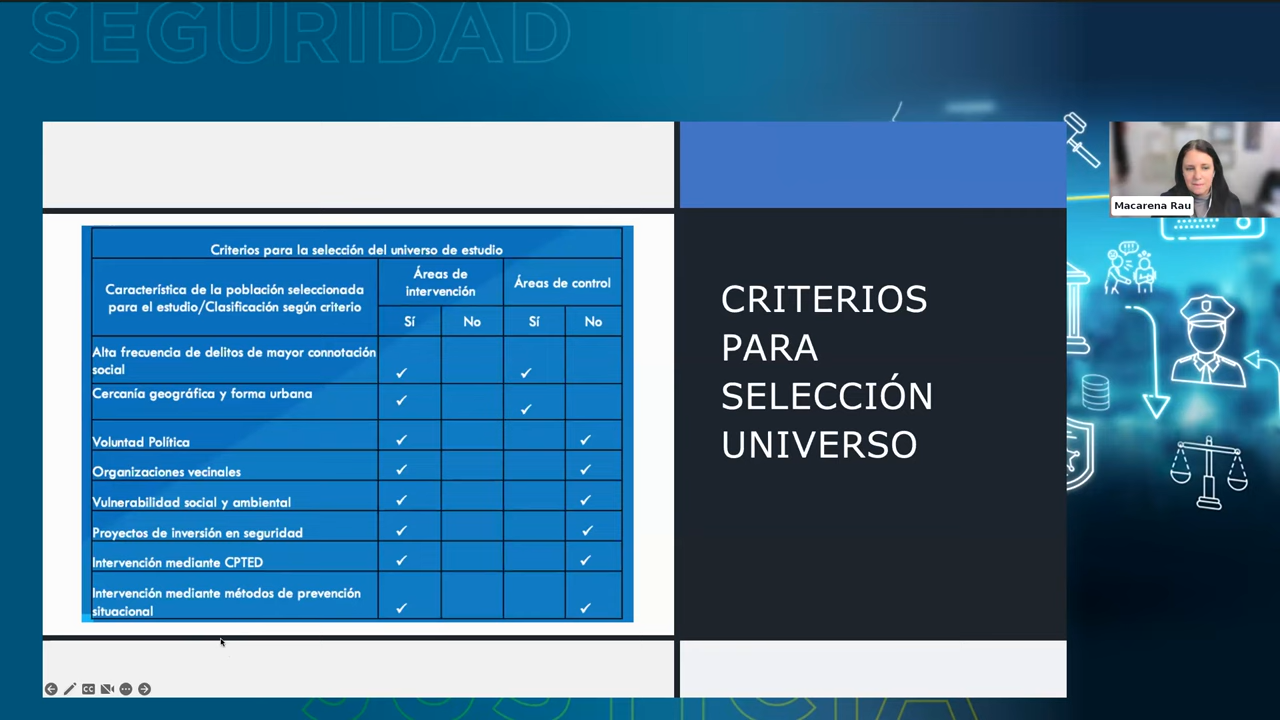 SEGURIDAD
Macarena Rau
Criterios para la selección del universo de estudio
Característica de la población seleccionada
para el estudio/Clasificación según criterio
Áreas de
intervención
Áreas de control
Sí No Sí No
Alta frecuencia de delitos de mayor connotación
social ✓ ✓
Cercanía geográfica y forma urbana ✓ ✓
Voluntad Política ✓ ✓
Organizaciones vecinales ✓ ✓
Vulnerabilidad social y ambiental ✓ ✓
Proyectos de inversión en seguridad ✓ ✓
Intervención mediante CPTED ✓ ✓
Intervención mediante métodos de prevención
situacional ✓ ✓
CRITERIOS
PARA
SELECCIÓN
UNIVERSO
CC